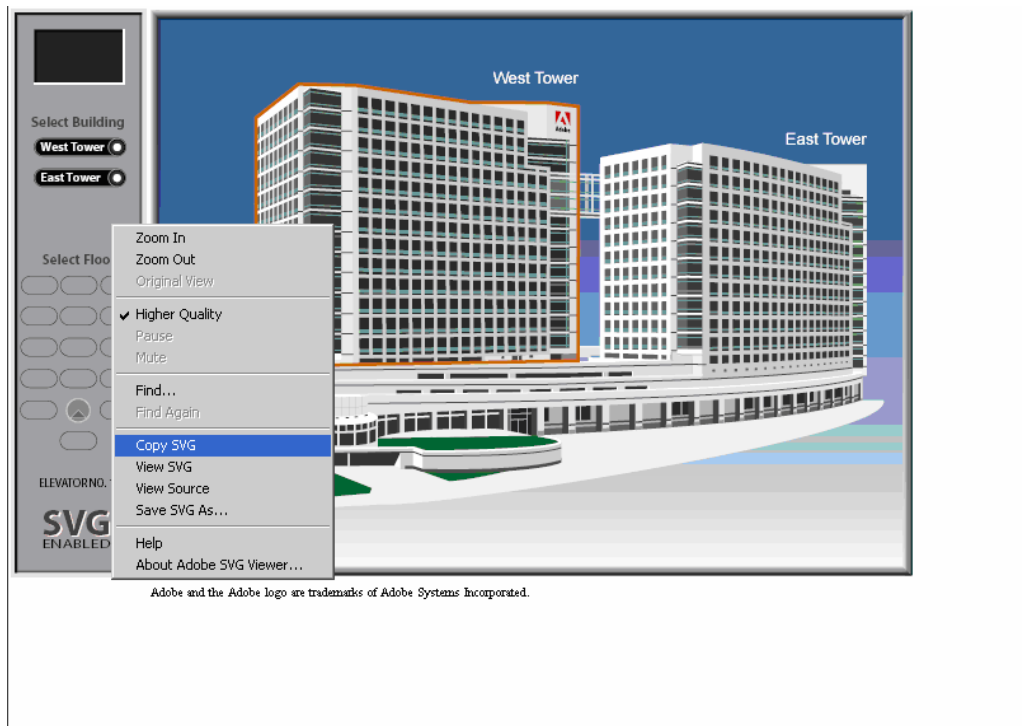 West Tower
Adobe
East Tower
Select Building
West Tower
East Tower
Select Floo
ELEVATOR NO.
SVG
ENABLED
Zoom In
Zoom Out
Original View
Higher Quality
Pause
Mute
Find...
Find Again
Copy SVG
View SVG
View Source
Save SVG As...
Help
About Adobe SVG Viewer...
Adobe and the Adobe logo are trademarks of Adobe Systems Incorporated.